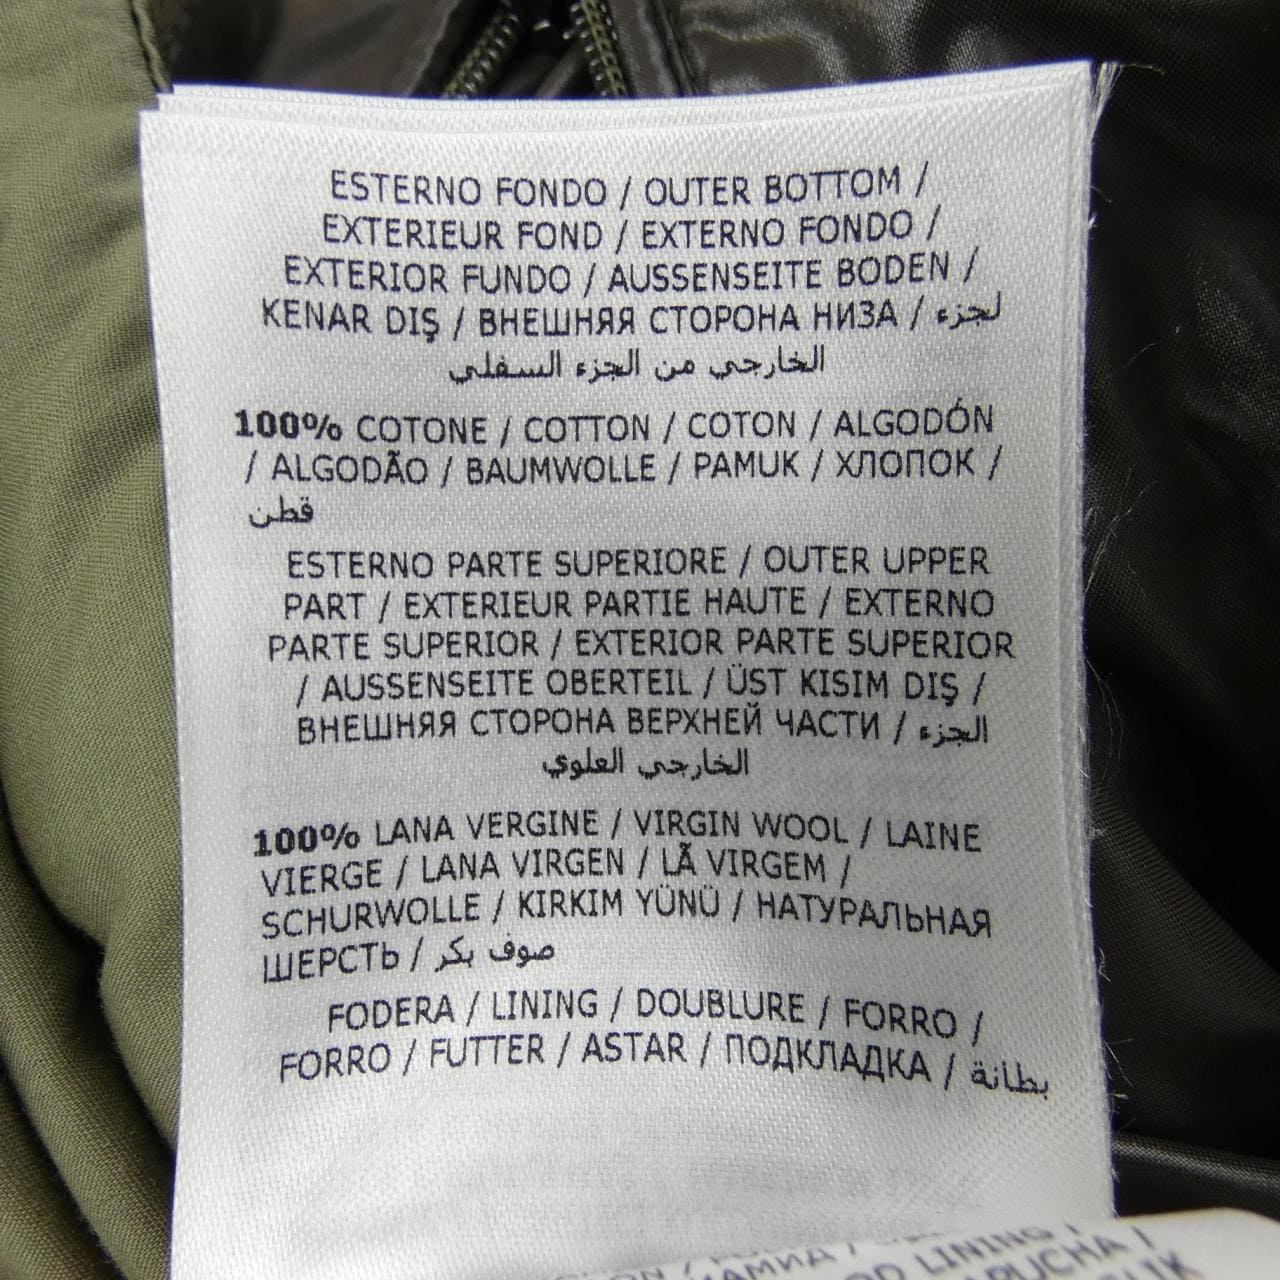 ESTERNO FONDO / OUTER BOTTOM /
EXTERIEUR FOND / EXTERNO FONDO /
EXTERIOR FUNDO / AUSSENSEITE BODEN /
KENAR DIŞ / ВНЕШНЯЯ СТОРОНА НИЗА / لجزء
الخارجي من الجزء السفلي
100% COTONE / COTTON / COTON / ALGODÓN
/ ALGODÃO / BAUMWOLLE / PAMUK / ХЛОПОК /
قطن
ESTERNO PARTE SUPERIORE / OUTER UPPER
PART / EXTERIEUR PARTIE HAUTE / EXTERNO
PARTE SUPERIOR / EXTERIOR PARTE SUPERIOR
/ AUSSENSEITE OBERTEIL / ÜST KISIM DIŞ /
ВНЕШНЯЯ СТОРОНА ВЕРХНЕЙ ЧАСТИ / الجزء
الخارجي العلوي
100% LANA VERGINE / VIRGIN WOOL / LAINE
VIERGE / LANA VIRGEN / LÃ VIRGEM /
SCHURWOLLE / KIRKIM YÜNÜ / НАТУРАЛЬНАЯ
ШЕРСТЬ / صوف بكر
FODERA / LINING / DOUBLURE / FORRO /
FORRO / FUTTER / ASTAR / ПОДКЛАДКА / بطانة
LINING /